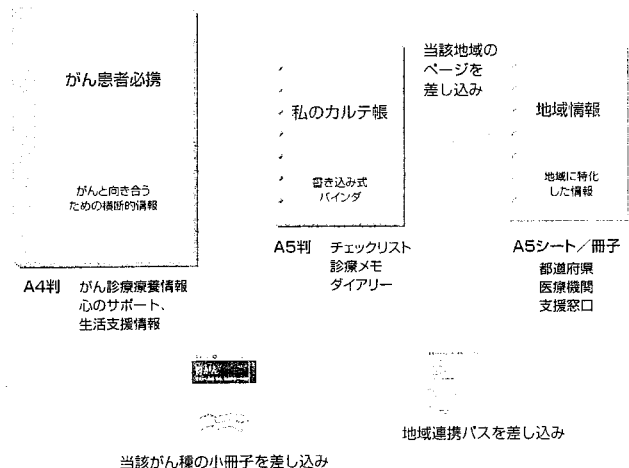 がん患者必携
がんと向き合う
ための横断的情報
A4判 がん診療療養情報
心のサポート、
生活支援情報
私のカルテ帳
書き込み式
バインダ
A5判 チェックリスト
診療メモ
ダイアリー
当該地域の
ページを
差し込み
地域情報
地域に特化
した情報
A5シート／冊子
都道府県
医療機関
支援窓口
当該がん種の小冊子を差し込み
地域連携パスを差し込み